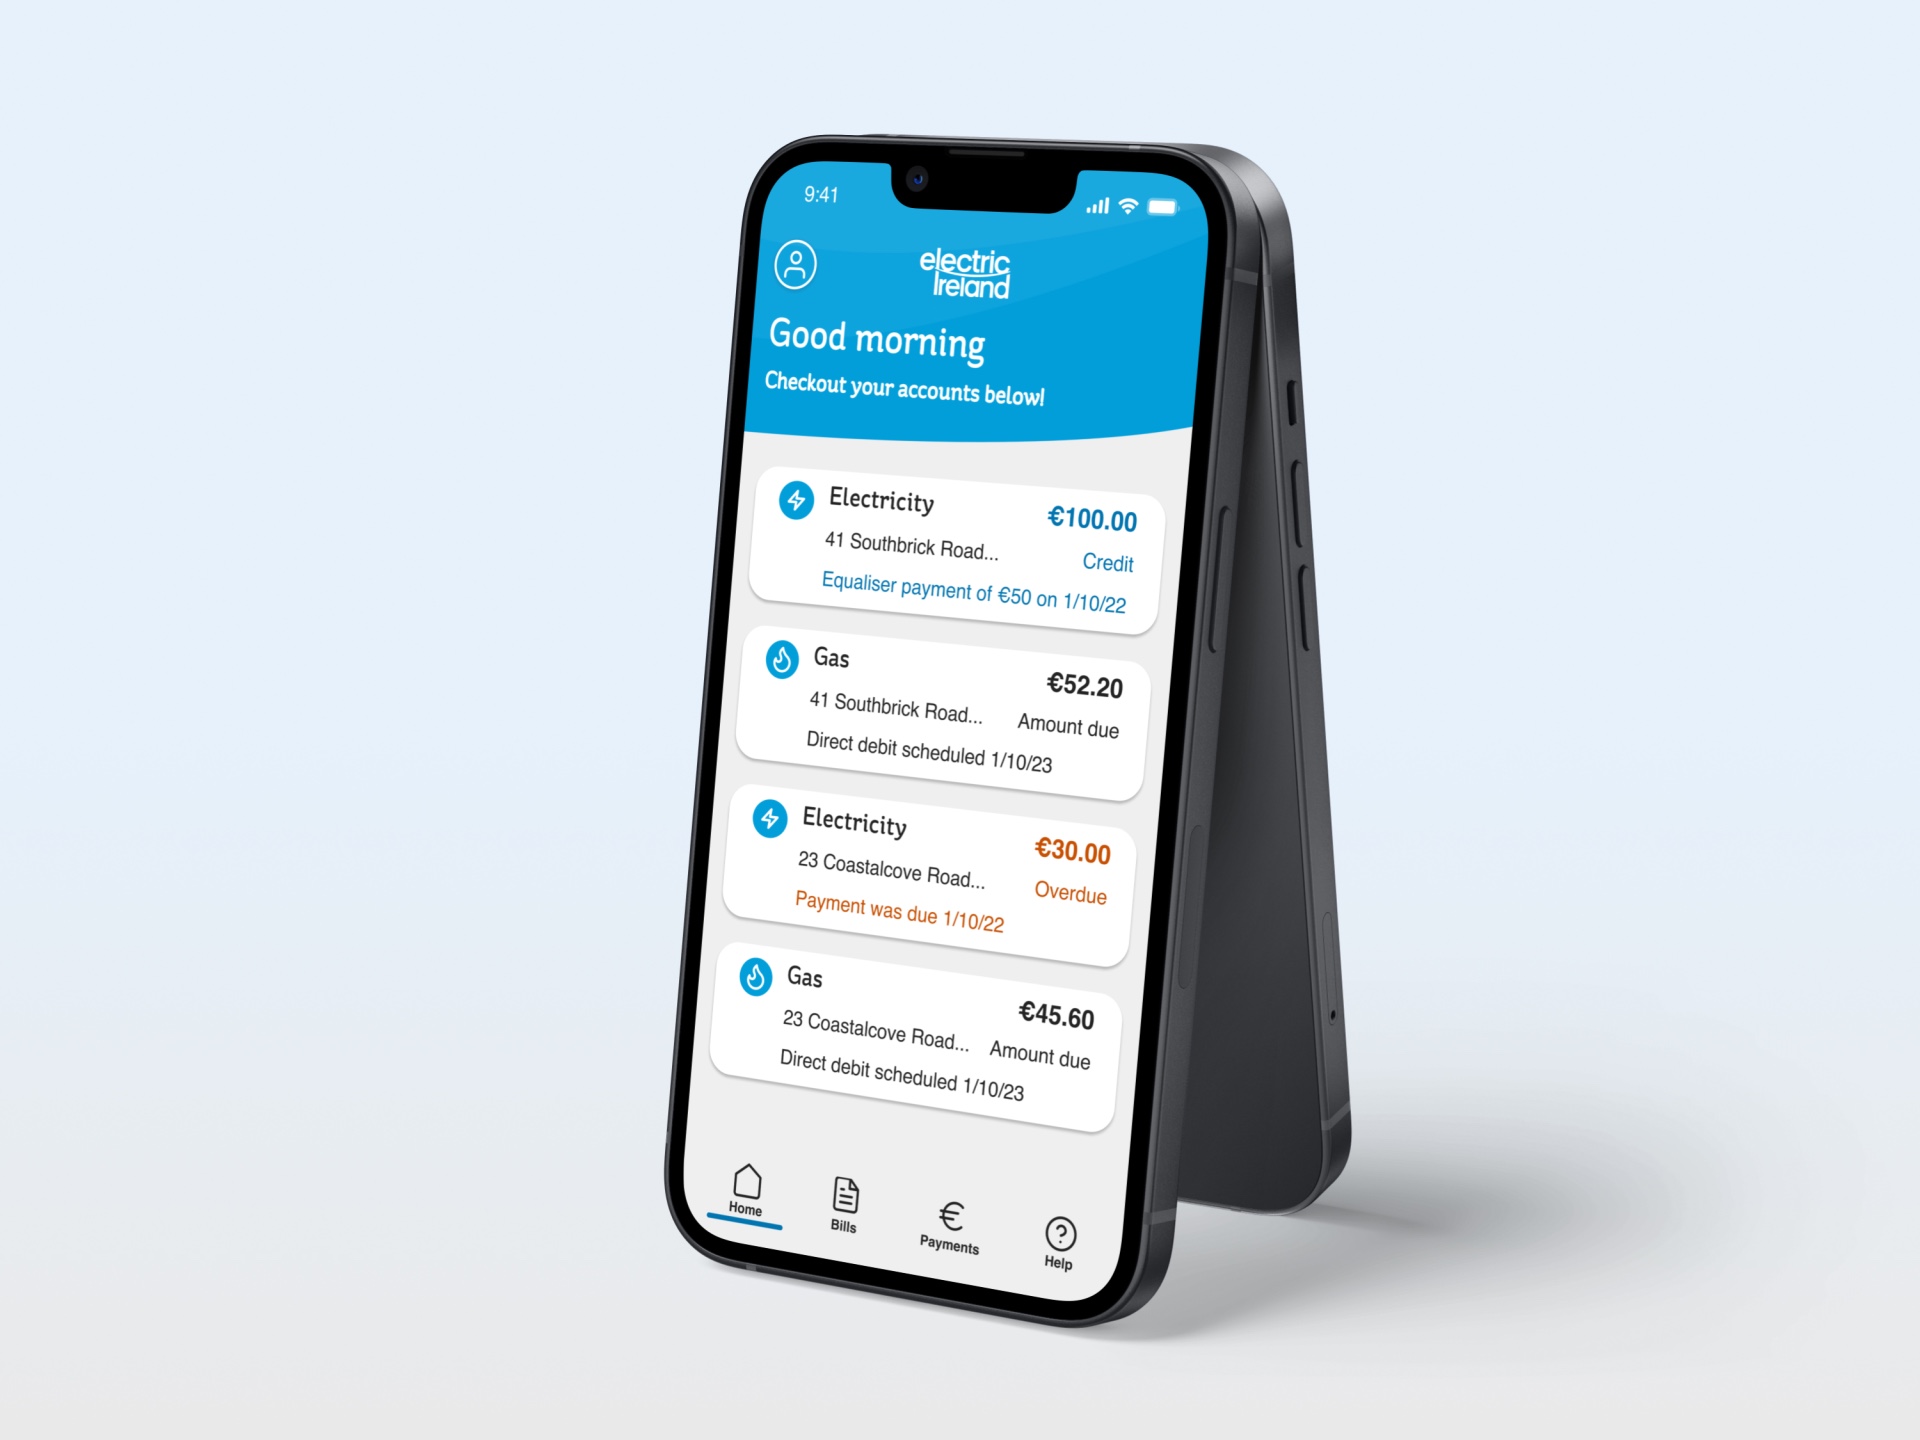 9:41
electric
Ireland
Good morning
Checkout your accounts below!
Electricity
€100.00
41 Southbrick Road...
Credit
Equaliser payment of €50 on 1/10/22
Gas
€52.20
41 Southbrick Road...
Amount due
Direct debit scheduled 1/10/23
Electricity
€30.00
23 Coastalcove Road...
Overdue
Payment was due 1/10/22
Gas
€45.60
23 Coastalcove Road...
Amount due
Direct debit scheduled 1/10/23
Home
Bills
Payments
Help